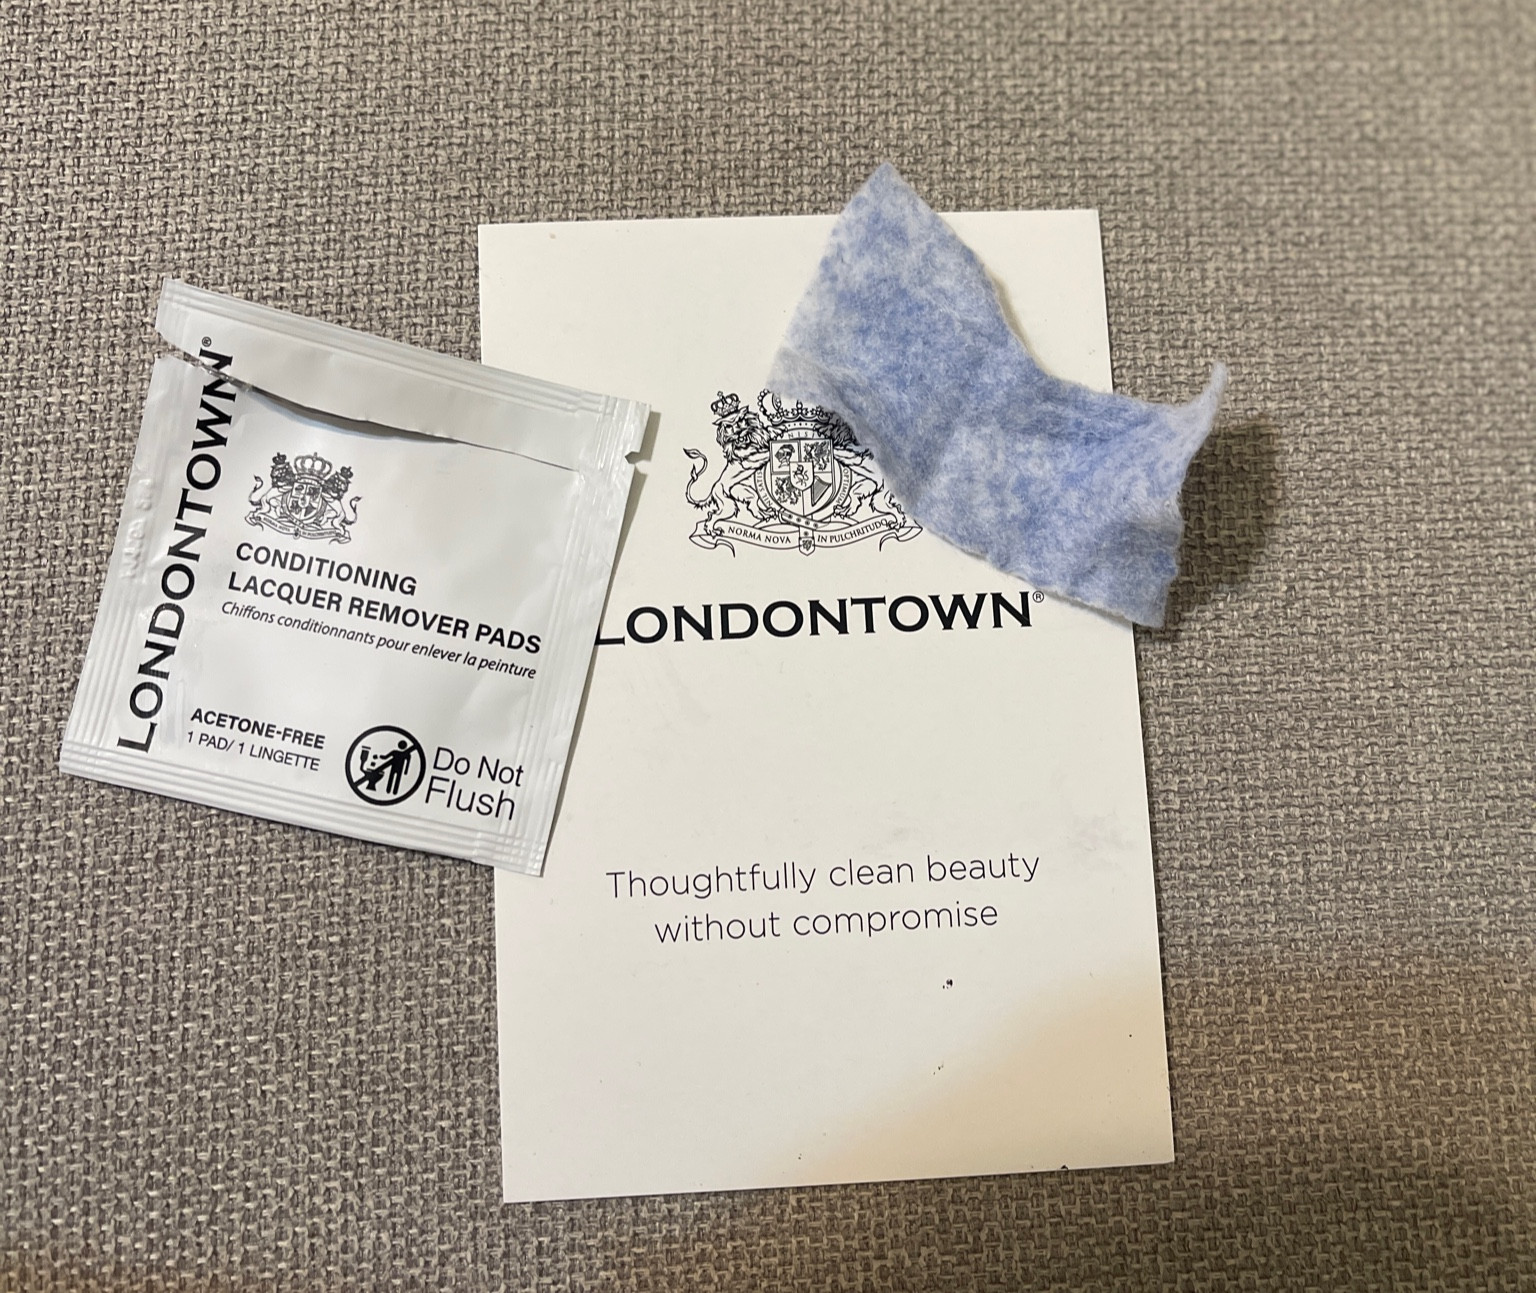 LONDONTOWN®
CONDITIONING
LACQUER REMOVER PADS
Chiffons conditionnants pour enlever la peinture
ACETONE-FREE
1 PAD/ 1 LINGETTE
Do Not
Flush
NORMA NOVA IN PULCHRITUDO
LONDONTOWN®
Thoughtfully clean beauty
without compromise